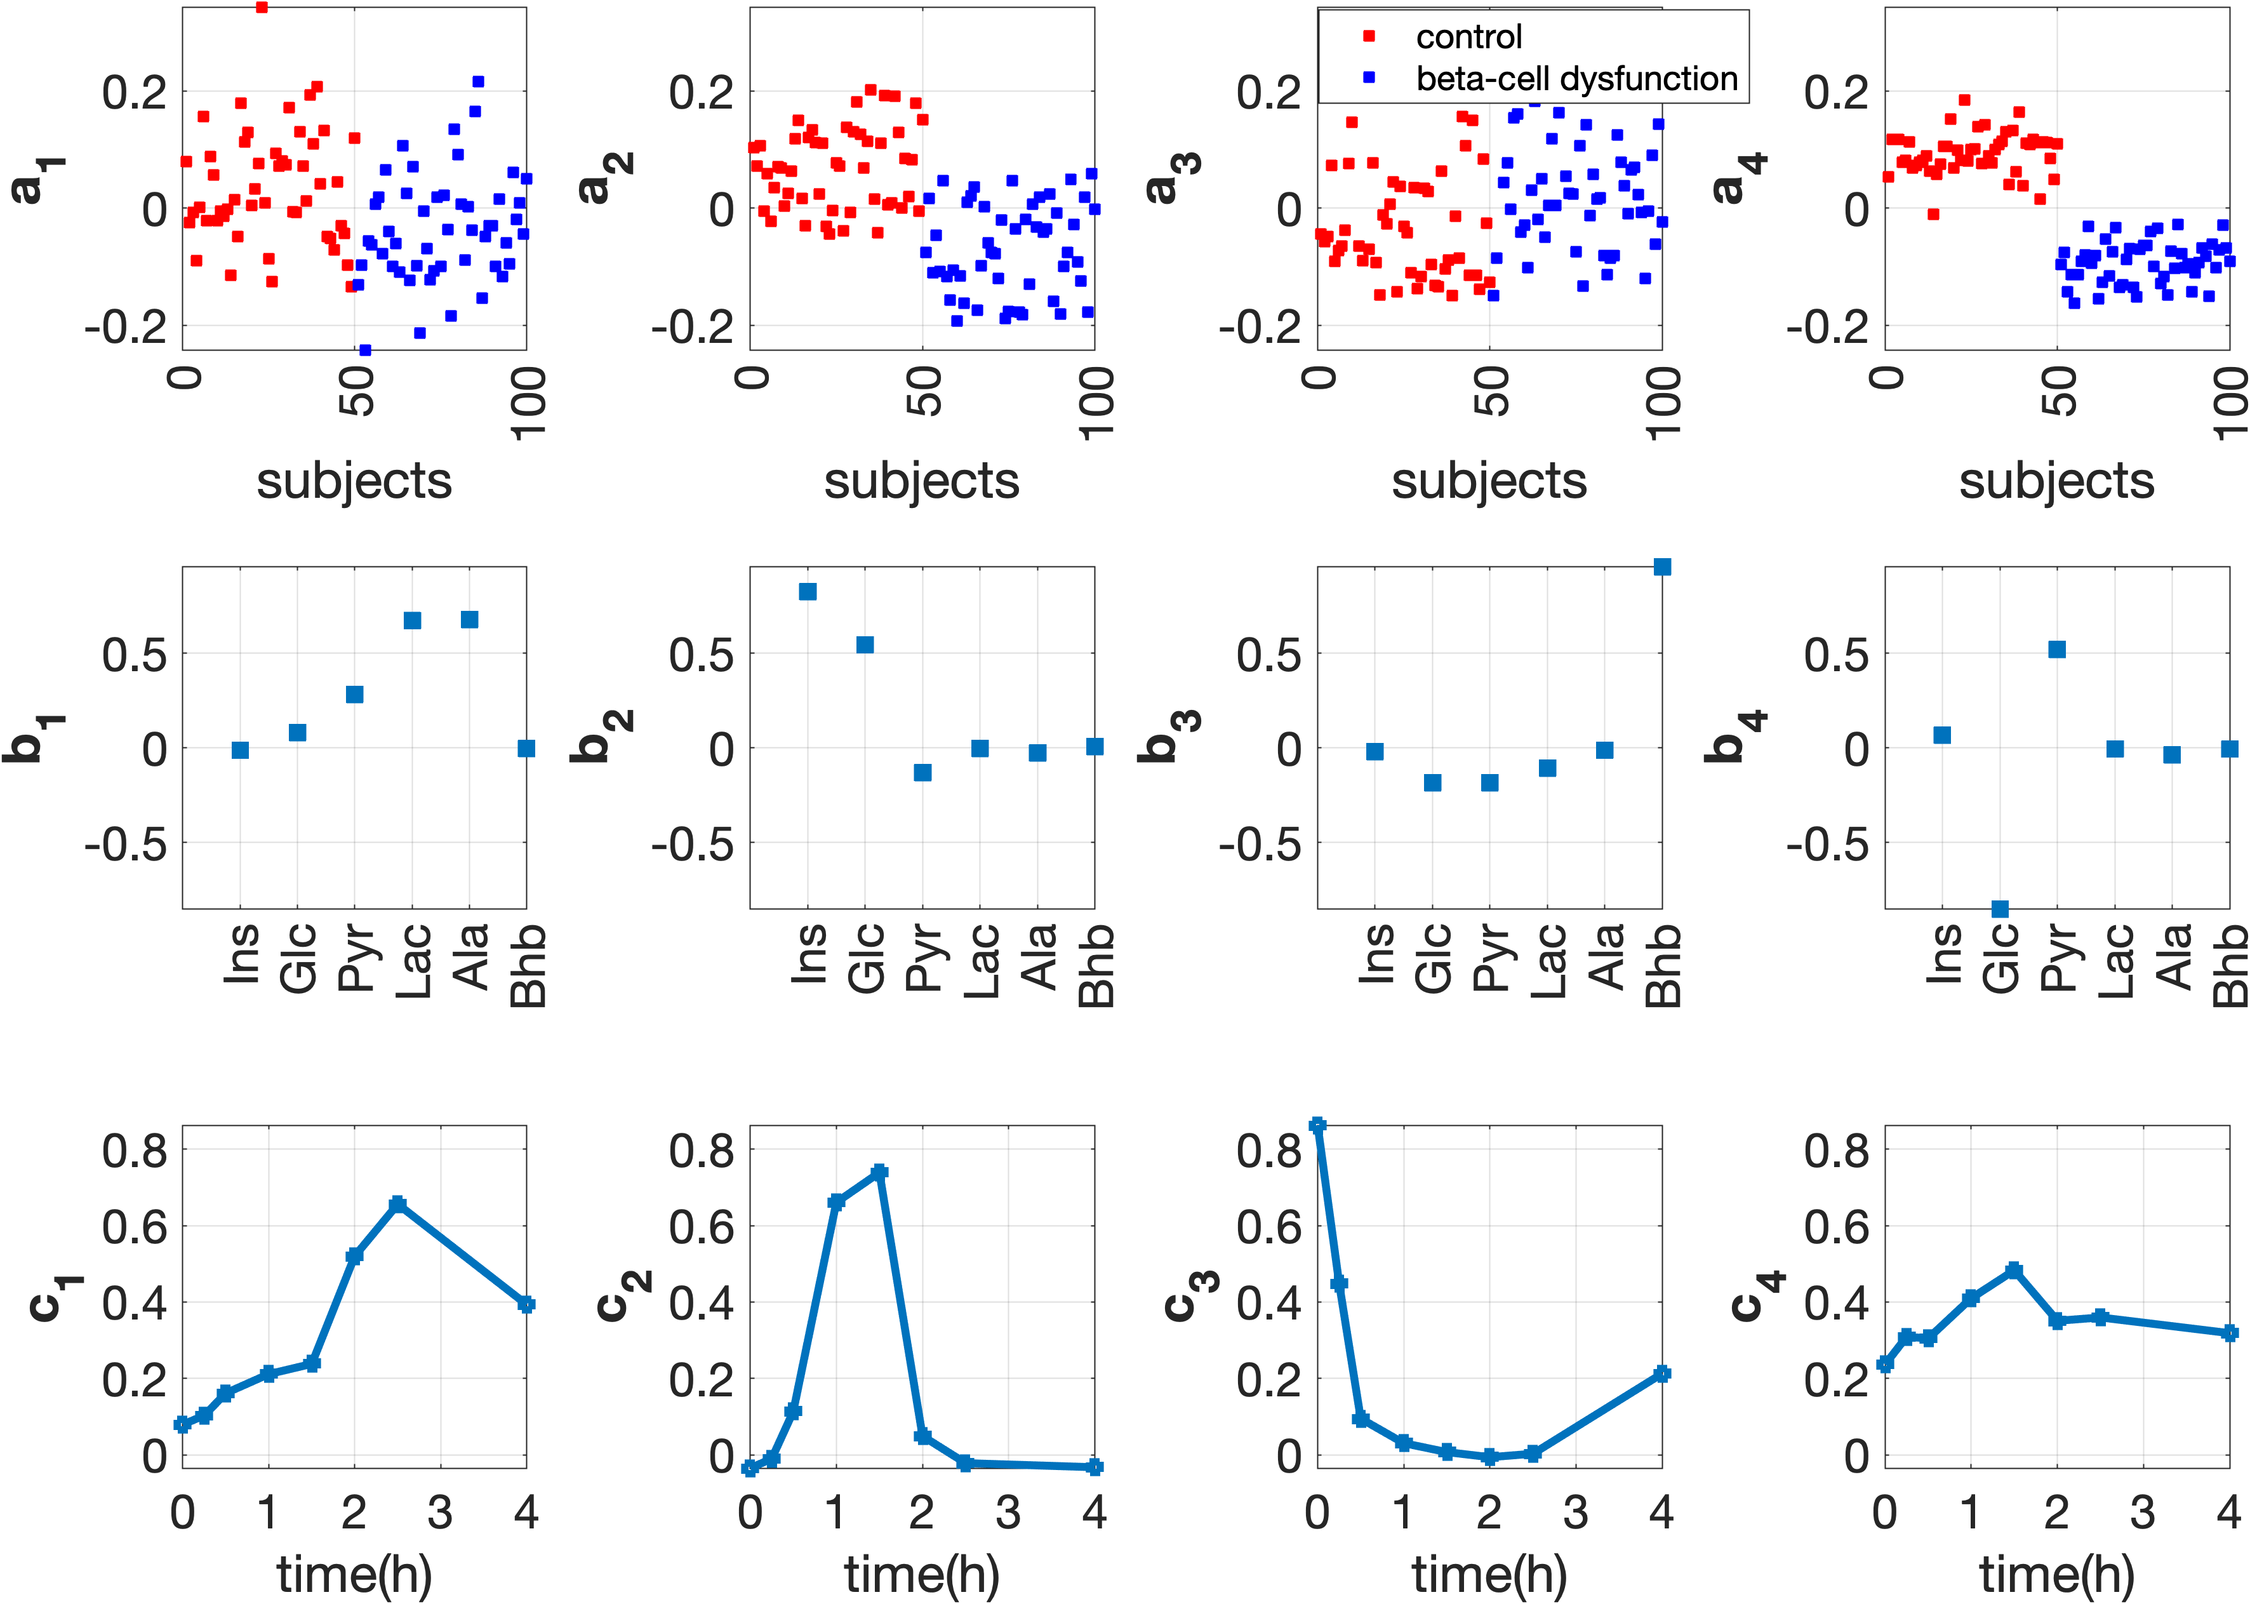 control
beta-cell dysfunction
a1
0.2
0
-0.2
0
50
100
subjects
a2
0.2
0
-0.2
0
50
100
subjects
a3
0.2
0
-0.2
0
50
100
subjects
a4
0.2
0
-0.2
0
50
100
subjects
b1
0.5
0
-0.5
Ins
Glc
Pyr
Lac
Ala
Bhb
b2
0.5
0
-0.5
Ins
Glc
Pyr
Lac
Ala
Bhb
b3
0.5
0
-0.5
Ins
Glc
Pyr
Lac
Ala
Bhb
b4
0.5
0
-0.5
Ins
Glc
Pyr
Lac
Ala
Bhb
c1
0.8
0.6
0.4
0.2
0
0 1 2 3 4
time(h)
c2
0.8
0.6
0.4
0.2
0
0 1 2 3 4
time(h)
c3
0.8
0.6
0.4
0.2
0
0 1 2 3 4
time(h)
c4
0.8
0.6
0.4
0.2
0
0 1 2 3 4
time(h)